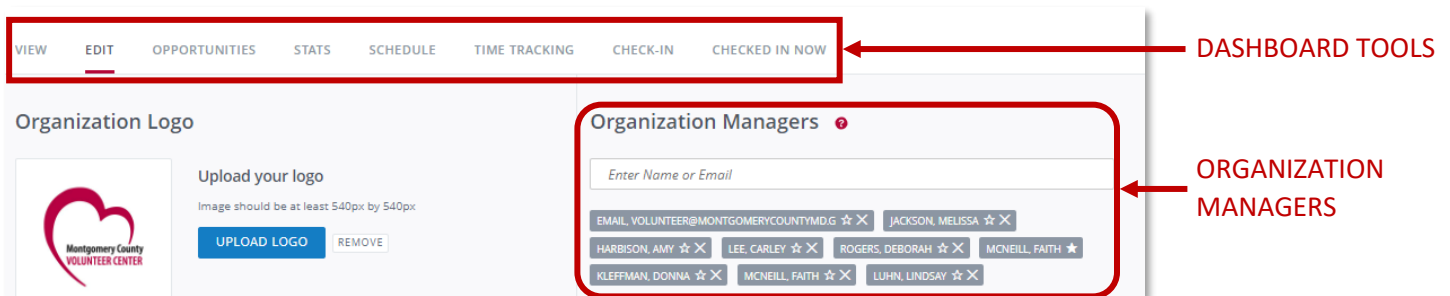 VIEW EDIT OPPORTUNITIES STATS SCHEDULE TIME TRACKING CHECK-IN CHECKED IN NOW
DASHBOARD TOOLS
Organization Logo
Upload your logo
Image should be at least 540px by 540px
UPLOAD LOGO REMOVE
Montgomery County
VOLUNTEER CENTER
Organization Managers ?
Enter Name or Email
EMAIL, VOLUNTEER@MONTGOMERYCOUNTYMD.G ☆ X JACKSON, MELISSA ☆ X
HARBISON, AMY ☆ X LEE, CARLEY ☆ X ROGERS, DEBORAH ☆ X MCNEILL, FAITH ★
KLEFFMAN, DONNA ☆ X MCNEILL, FAITH ☆ X LUHN, LINDSAY ☆ X
ORGANIZATION
MANAGERS